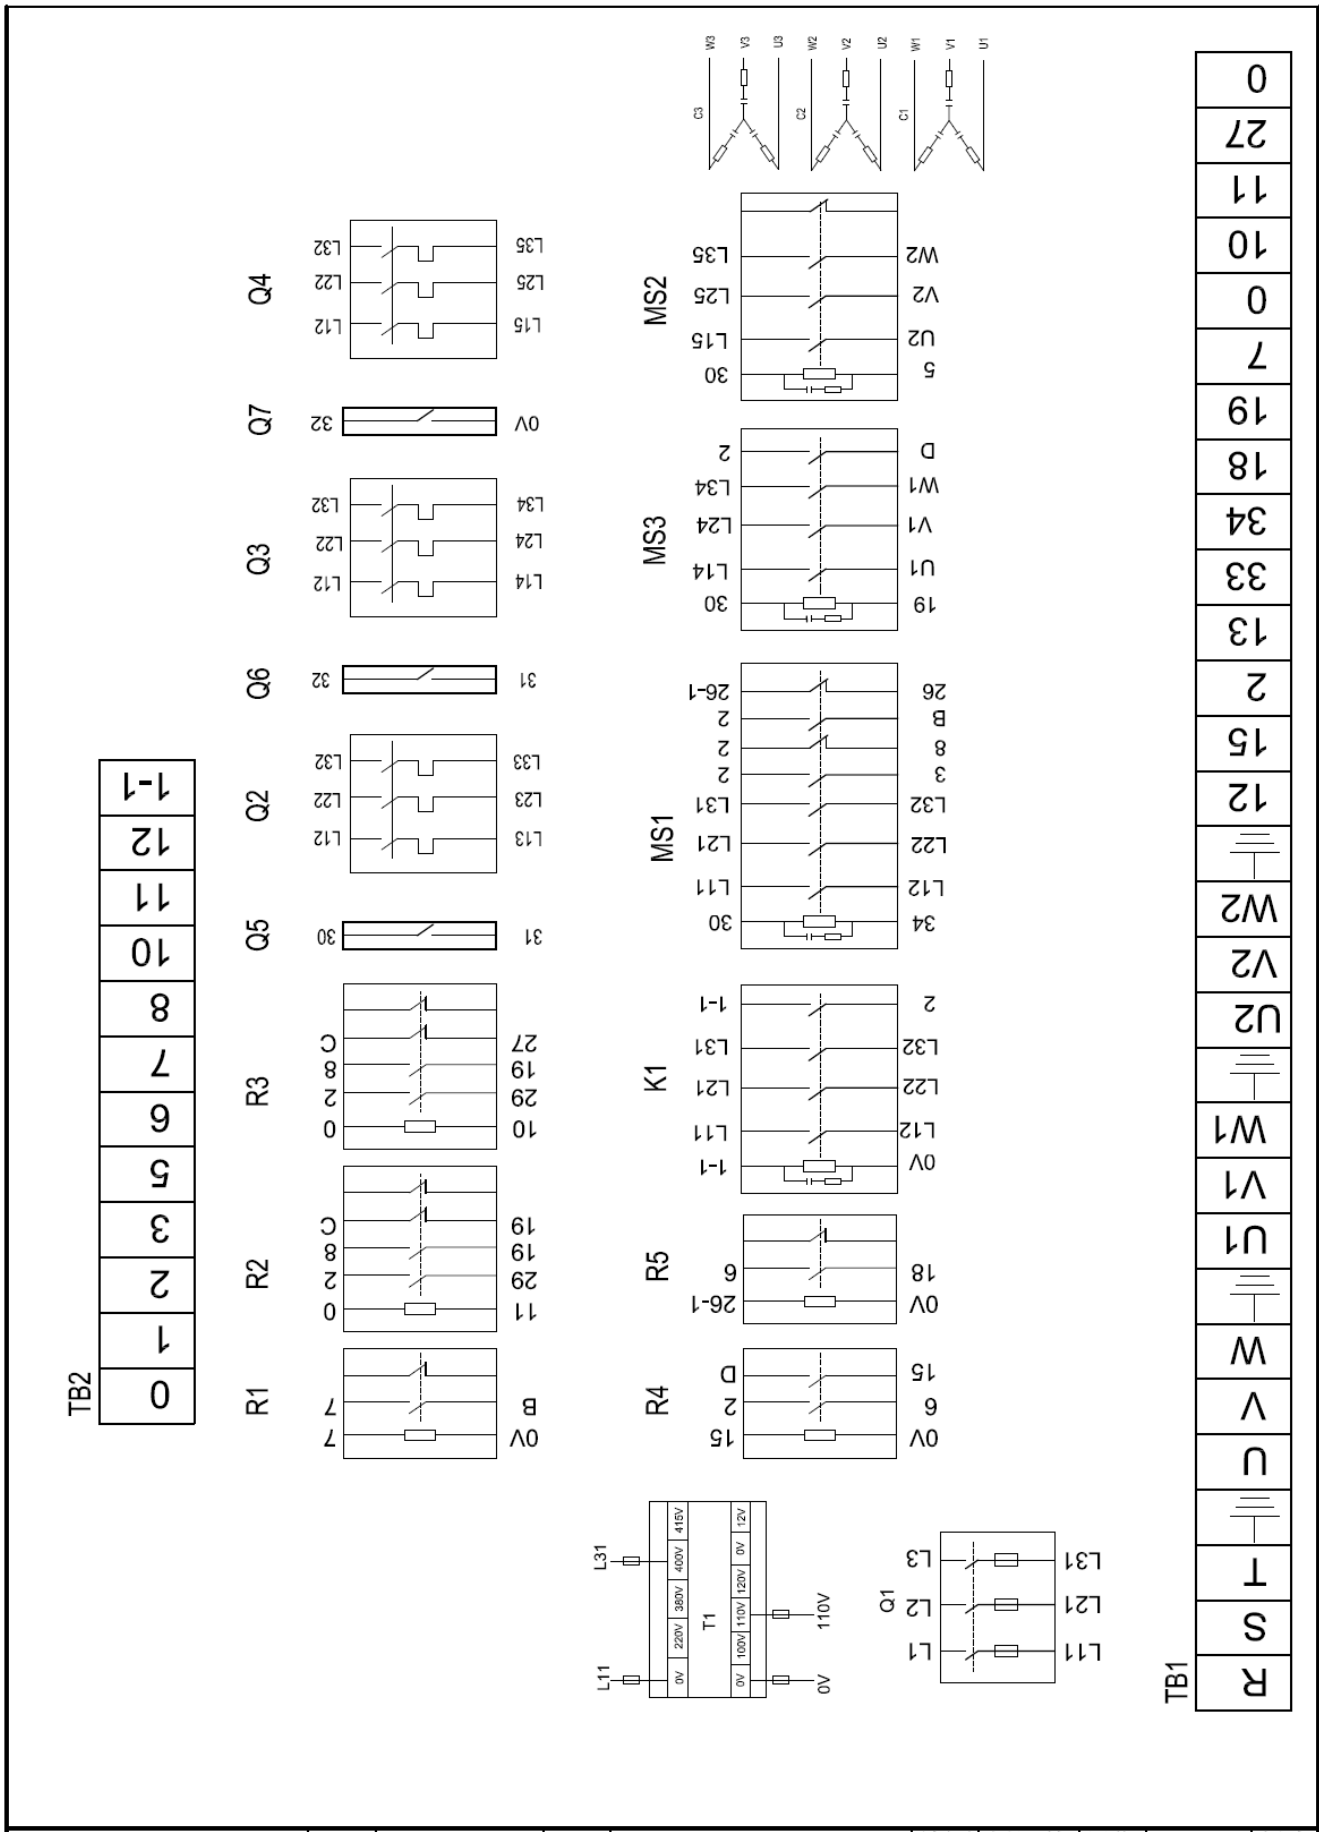 W3 V3 U3 W2 V2 U2 W1 V1 U1
C3 C2 C1
Q4
L32 L35
L22 L25
L12 L15
Q7
32 0V
Q3
L32 L34
L22 L24
L12 L14
Q6
32 31
Q2
L32 L33
L22 L23
L12 L13
Q5
30 31
R3
C 27
8 19
2 29
0 10
R2
C 19
8 19
2 29
0 11
R1
7 B
7 0V
TB2
1-1
12
11
10
8
7
6
5
3
2
1
0
MS2
L35 W2
L25 V2
L15 U2
30 5
MS3
2 D
L34 W1
L24 V1
L14 U1
30 19
MS1
26-1 26
2 B
2 8
2 3
L31 L32
L21 L22
L11 L12
30 34
K1
1-1 2
L31 L32
L21 L22
L11 L12
1-1 0V
R5
6 18
26-1 0V
R4
D 15
2 6
15 0V
T1
L31
L11
415V
400V
380V
220V
0V
12V
0V
120V
110V
100V
0V
110V
0V
Q1
L3 L31
L2 L21
L1 L11
TB1
0
27
11
10
0
7
19
18
34
33
13
2
15
12
W2
V2
U2
W1
V1
U1
W
V
U
T
S
R